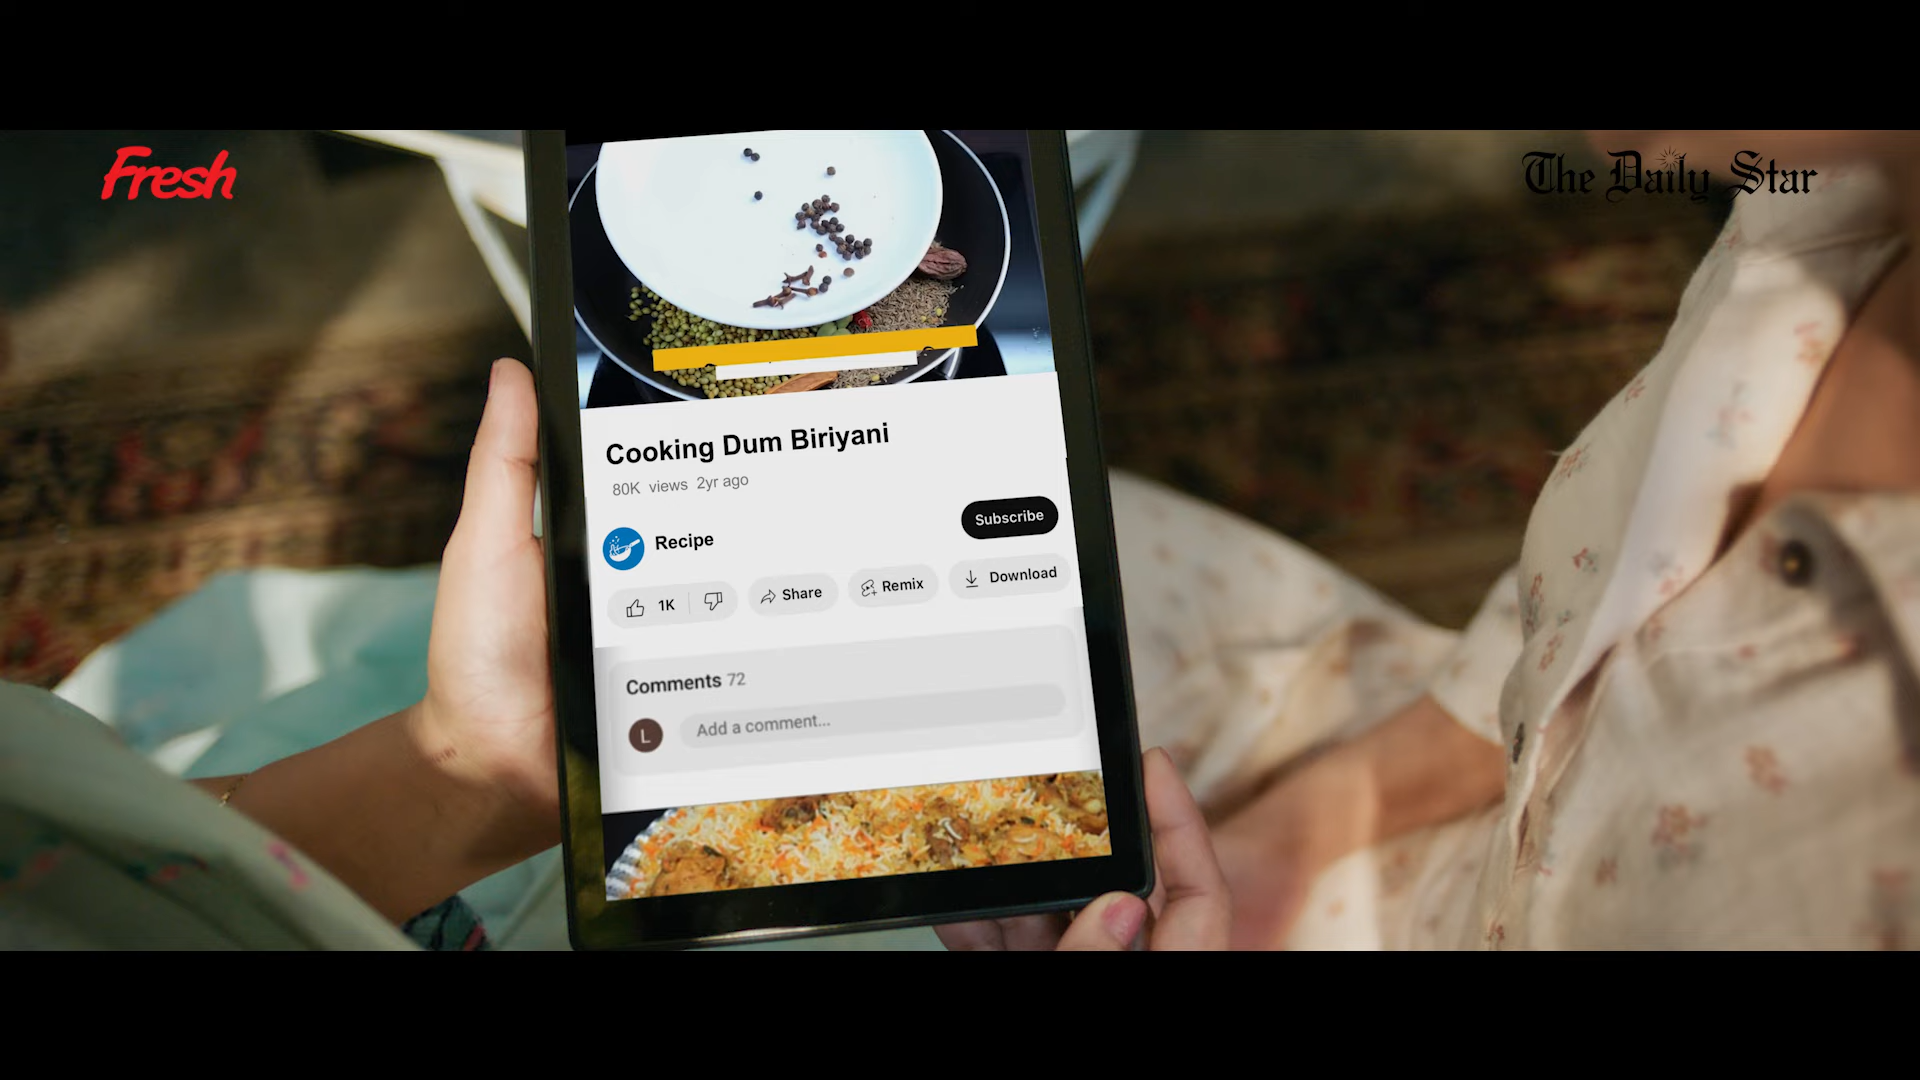 Fresh
The Daily Star
Cooking Dum Biriyani
80K views 2yr ago
Recipe
Subscribe
1K
Share
Remix
Download
Comments 72
L
Add a comment...